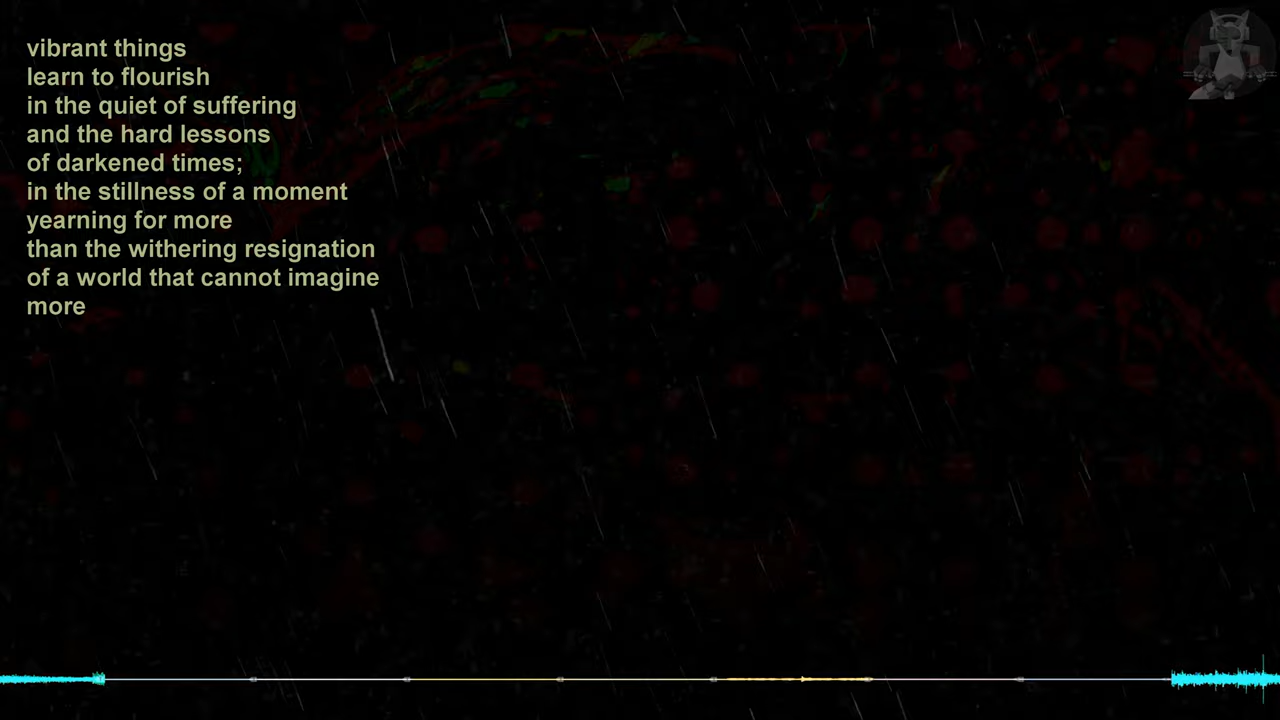 vibrant things
learn to flourish
in the quiet of suffering
and the hard lessons
of darkened times;
in the stillness of a moment
yearning for more
than the withering resignation
of a world that cannot imagine
more